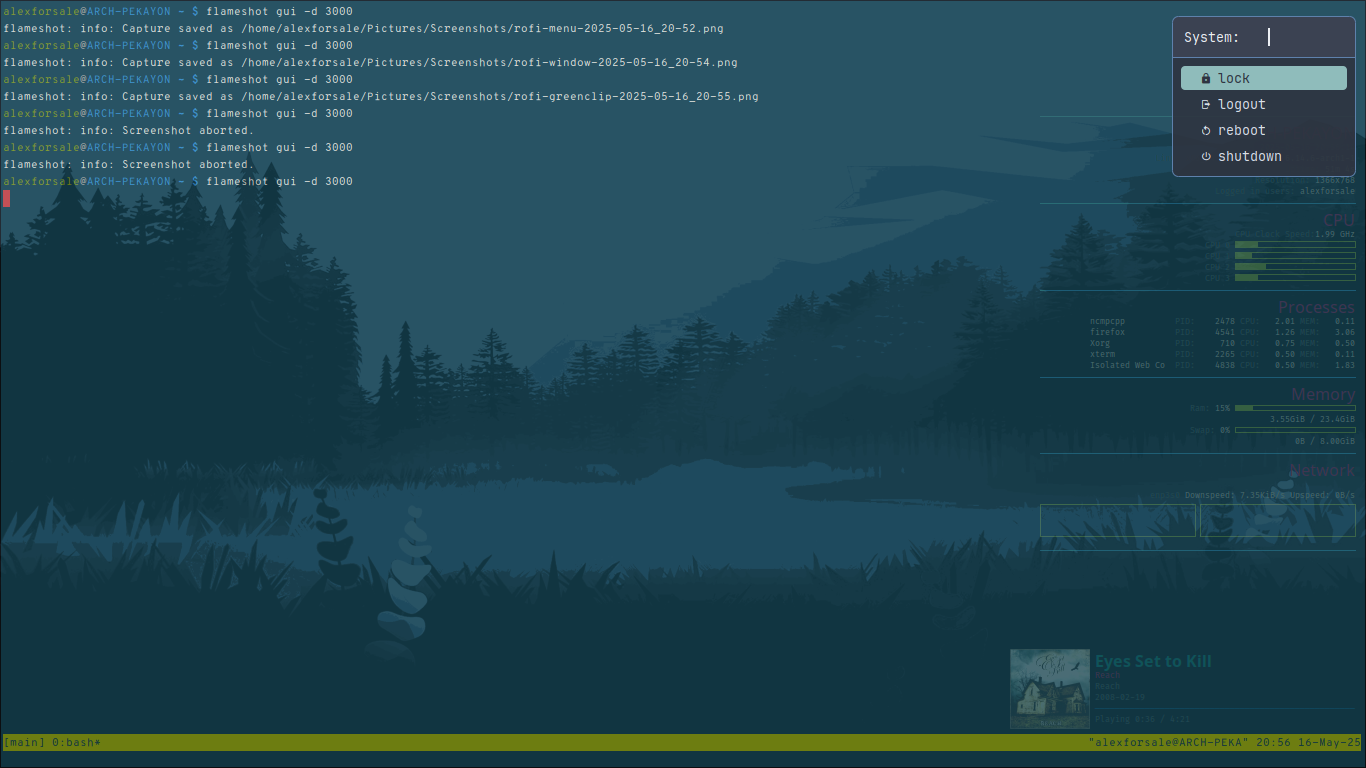 alexforsale@ARCH-PEKAYON ~ $ flameshot gui -d 3000
flameshot: info: Capture saved as /home/alexforsale/Pictures/Screenshots/rofi-menu-2025-05-16_20-52.png
alexforsale@ARCH-PEKAYON ~ $ flameshot gui -d 3000
flameshot: info: Capture saved as /home/alexforsale/Pictures/Screenshots/rofi-window-2025-05-16_20-54.png
alexforsale@ARCH-PEKAYON ~ $ flameshot gui -d 3000
flameshot: info: Capture saved as /home/alexforsale/Pictures/Screenshots/rofi-greenclip-2025-05-16_20-55.png
alexforsale@ARCH-PEKAYON ~ $ flameshot gui -d 3000
flameshot: info: Screenshot aborted.
alexforsale@ARCH-PEKAYON ~ $ flameshot gui -d 3000
flameshot: info: Screenshot aborted.
alexforsale@ARCH-PEKAYON ~ $ flameshot gui -d 3000
System:
lock
logout
reboot
shutdown
1366x768
alexforsale
CPU
Clock Speed:1.99 GHz
Processes
ncmpcpp PID: 2478 CPU: 2.01 MEM: 0.11
firefox PID: 4541 CPU: 1.26 MEM: 3.06
Xorg PID: 710 CPU: 0.75 MEM: 0.50
xterm PID: 2265 CPU: 0.50 MEM: 0.11
Isolated Web Co PID: 4838 CPU: 0.50 MEM: 1.83
Memory
Ram: 15%
3.55GiB / 23.4GiB
Swap: 0%
0B / 8.00GiB
Network
Downspeed: 7.35KiB/s Upspeed: 0B/s
Eyes Set to Kill
Reach
Reach
Playing 0:36 / 4:21
[main] 0:bash* "alexforsale@ARCH-PEKA" 20:56 16-May-25